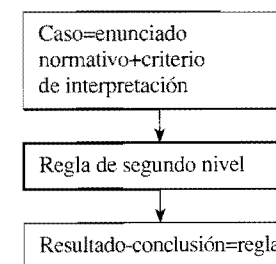 Caso=enunciado
normativo+criterio
de interpretación
Regla de segundo nivel
Resultado-conclusión=regla